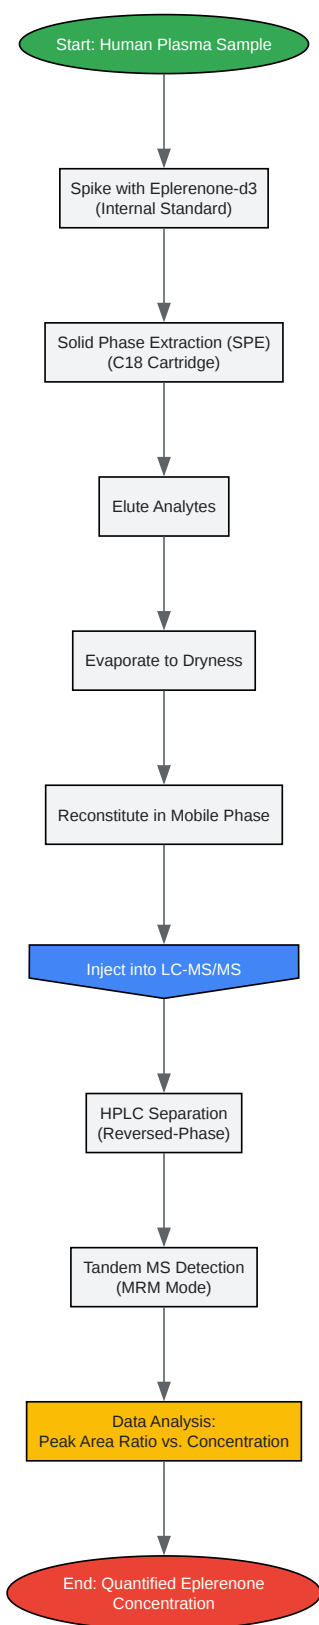 Start: Human Plasma Sample
Spike with Eplerenone-d3
(Internal Standard)
Solid Phase Extraction (SPE)
(C18 Cartridge)
Elute Analytes
Evaporate to Dryness
Reconstitute in Mobile Phase
Inject into LC-MS/MS
HPLC Separation
(Reversed-Phase)
Tandem MS Detection
(MRM Mode)
Data Analysis:
Peak Area Ratio vs. Concentration
End: Quantified Eplerenone
Concentration